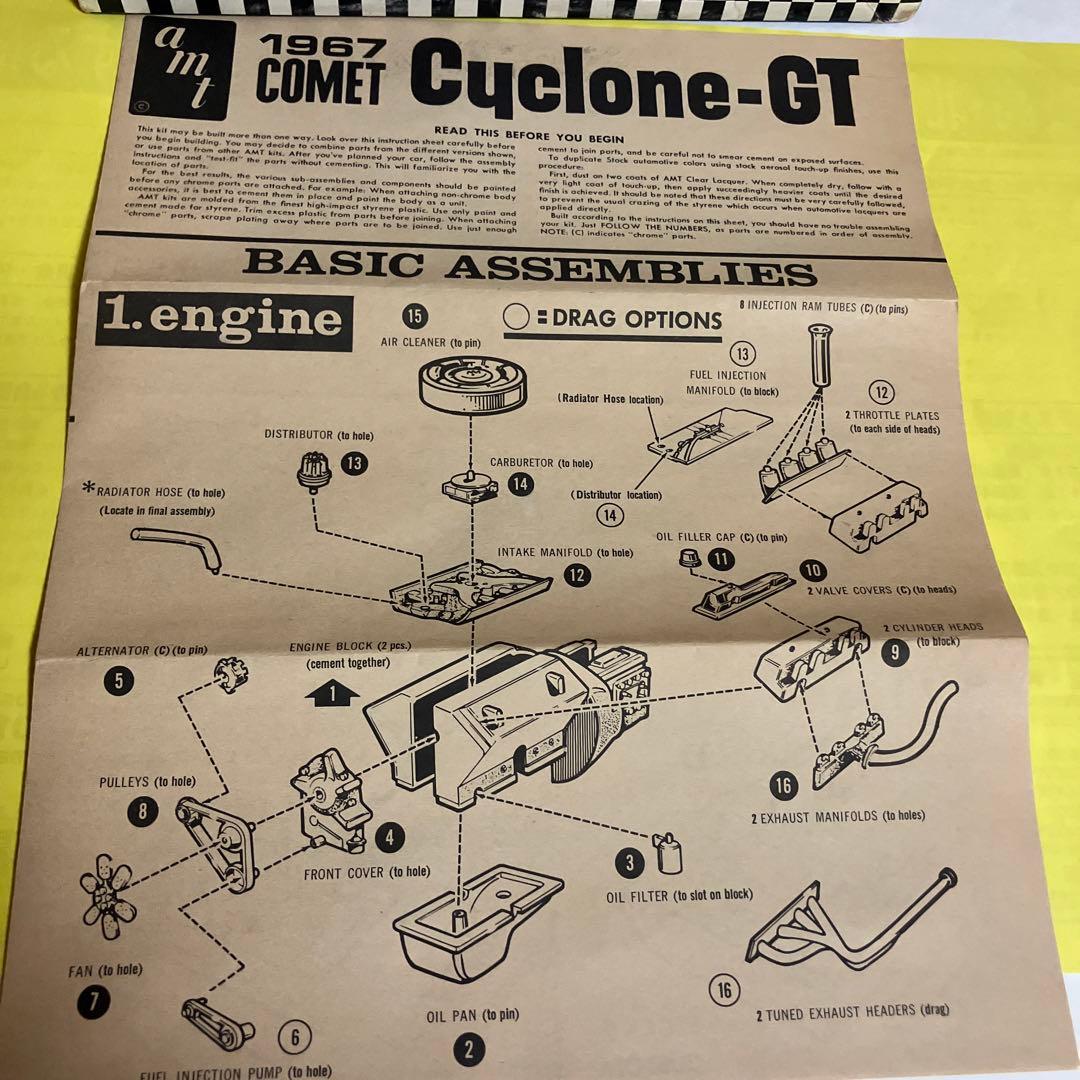 amt
©
1967
COMET
Cyclone-GT
READ THIS BEFORE YOU BEGIN
This kit may be built more than one way. Look over this instruction sheet carefully before
you begin building. You may decide to combine parts from the different versions shown,
or use parts from other AMT kits. After you've planned your car, follow the assembly
instructions and "test-fit" the parts without cementing. This will familiarize you with the
location of parts.
For the best results, the various sub-assemblies and components should be painted
before any chrome parts are attached. For example: When attaching non-chrome body
accessories, it is best to cement them in place and paint the body as a unit.
AMT kits are molded from the finest high-impact styrene plastic. Use only paint and
cement made for styrene. Trim excess plastic from parts before joining. When attaching
"chrome" parts, scrape plating away where parts are to be joined. Use just enough
cement to join parts, and be careful not to smear cement on exposed surfaces.
To duplicate Stock automotive colors using stock aerosol touch-up finishes, use this
procedure:
First, dust on two coats of AMT Clear Lacquer. When completely dry, follow with a
very light coat of touch-up, then apply succeedingly heavier coats until the desired
finish is achieved. It should be noted that these directions must be very carefully followed,
to prevent the usual crazing of the styrene which occurs when automotive lacquers are
applied directly.
Built according to the instructions on this sheet, you should have no trouble assembling
your kit. Just FOLLOW THE NUMBERS, as parts are numbered in order of assembly.
NOTE: (C) indicates "chrome" parts.
BASIC ASSEMBLIES
1. engine
15
AIR CLEANER (to pin)
= DRAG OPTIONS
8 INJECTION RAM TUBES (C) (to pins)
13
FUEL INJECTION
MANIFOLD (to block)
12
2 THROTTLE PLATES
(to each side of heads)
(Radiator Hose location)
DISTRIBUTOR (to hole)
13
CARBURETOR (to hole)
14
(Distributor location)
14
*RADIATOR HOSE (to hole)
(Locate in final assembly)
INTAKE MANIFOLD (to hole)
12
OIL FILLER CAP (C) (to pin)
11
10
2 VALVE COVERS (C) (to heads)
2 CYLINDER HEADS
(to block)
9
ALTERNATOR (C) (to pin)
5
ENGINE BLOCK (2 pcs.)
(cement together)
1
PULLEYS (to hole)
8
4
FRONT COVER (to hole)
16
2 EXHAUST MANIFOLDS (to holes)
3
OIL FILTER (to slot on block)
FAN (to hole)
7
OIL PAN (to pin)
2
16
2 TUNED EXHAUST HEADERS (drag)
6
FUEL INJECTION PUMP (to hole)